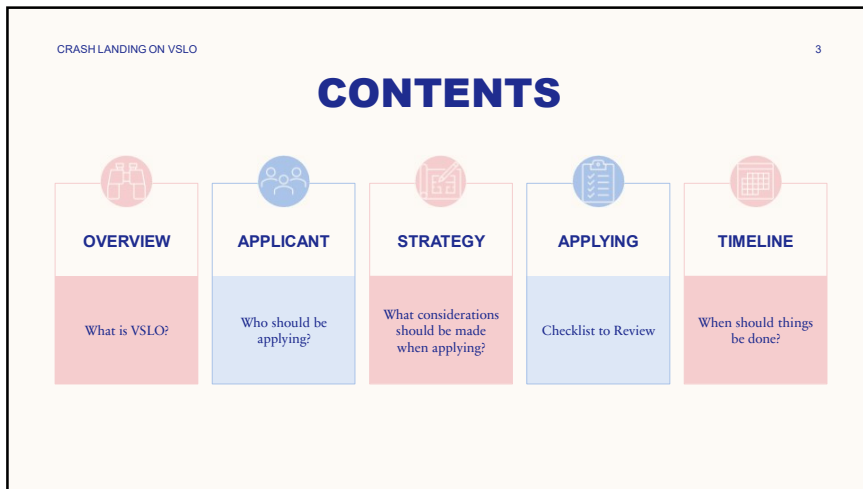 CRASH LANDING ON VSLO
3
CONTENTS
OVERVIEW
What is VSLO?
APPLICANT
Who should be
applying?
STRATEGY
What considerations
should be made
when applying?
APPLYING
Checklist to Review
TIMELINE
When should things
be done?